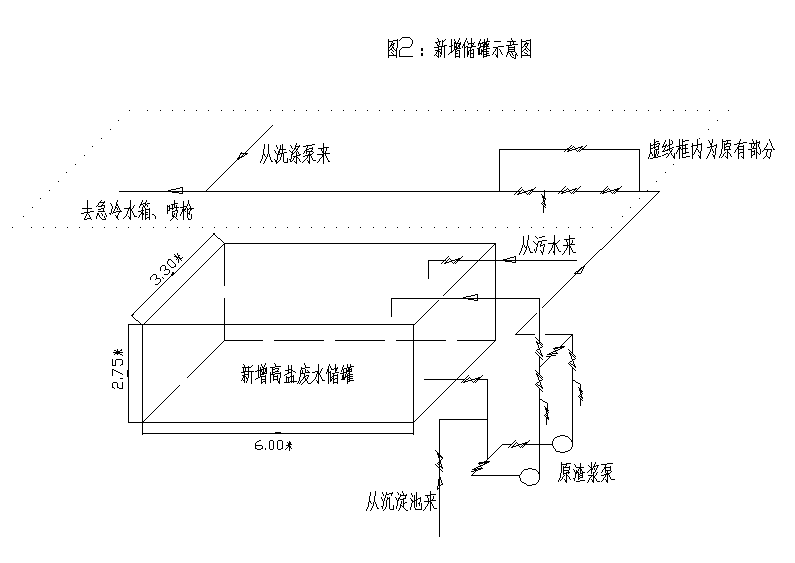 图2：新增储罐示意图
从洗涤泵来
虚线框内为原有部分
去急冷水箱、喷枪
从污水来
3.30米
2.75米
新增高盐废水储罐
6.00米
原渣浆泵
从沉淀池来